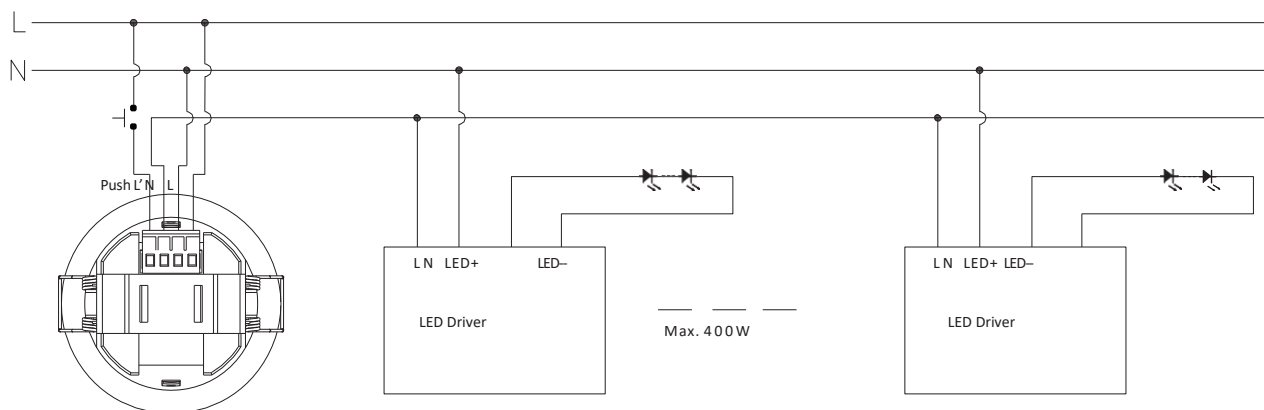 L
N
Push L' N L
L N LED+ LED–
LED Driver
Max. 400W
L N LED+ LED–
LED Driver